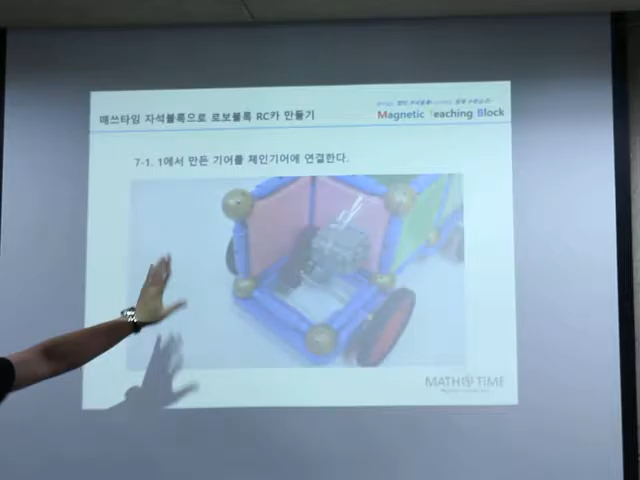 매쓰타임 자석블록으로 로보블록 RC카 만들기
Magnetic Teaching Block
7-1. 1에서 만든 기어를 체인기어에 연결한다.
MATH TIME